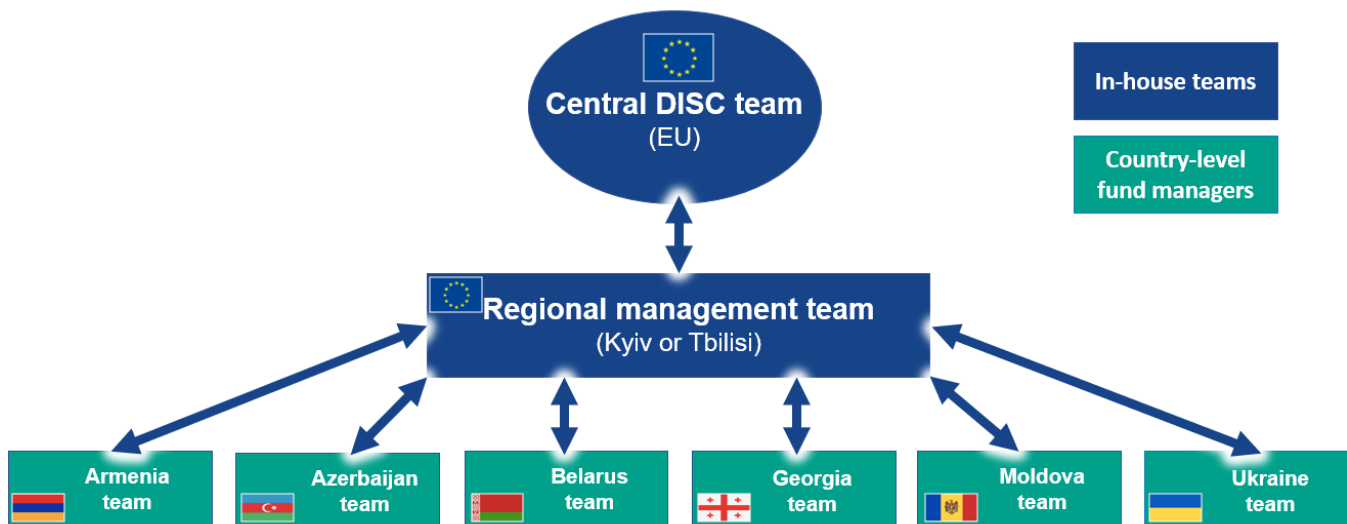 Central DISC team
(EU)
In-house teams
Country-level
fund managers
Regional management team
(Kyiv or Tbilisi)
Armenia
team
Azerbaijan
team
Belarus
team
Georgia
team
Moldova
team
Ukraine
team